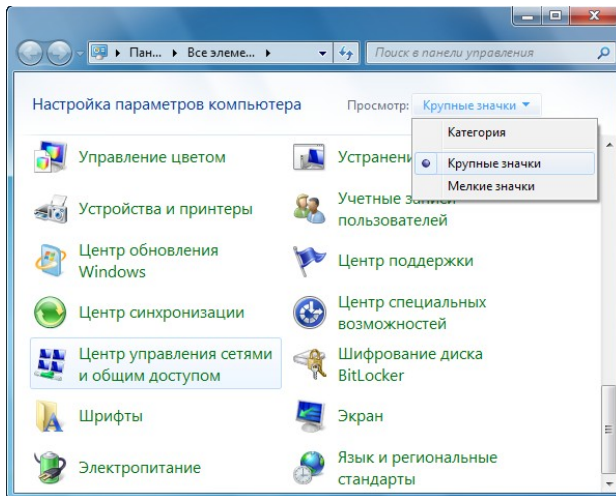 Пан... Все элеме...
Поиск в панели управления
Настройка параметров компьютера
Просмотр: Крупные значки
Категория
Крупные значки
Мелкие значки
Управление цветом
Устройства и принтеры
Учетные записи
пользователей
Центр обновления
Windows
Центр поддержки
Центр синхронизации
Центр специальных
возможностей
Центр управления сетями
и общим доступом
Шифрование диска
BitLocker
Шрифты
Экран
Электропитание
Язык и региональные
стандарты